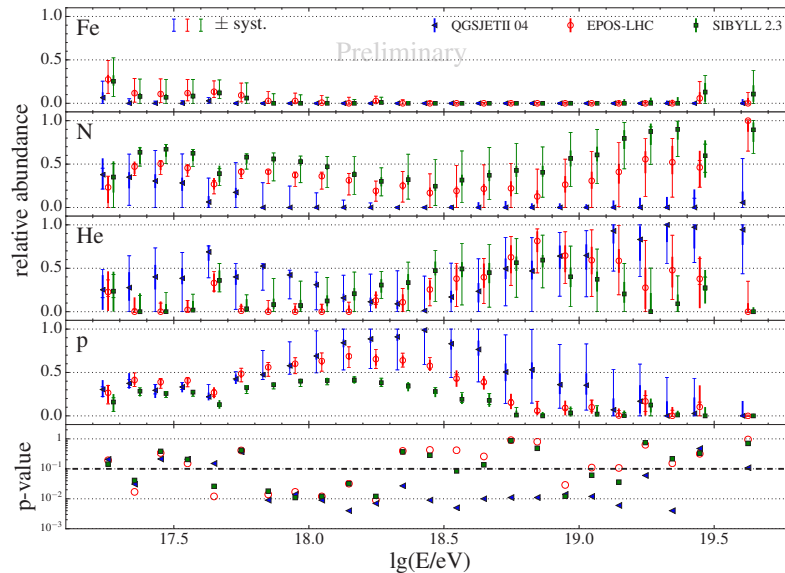 Fe
± syst.
QGSJETII 04
EPOS-LHC
SIBYLL 2.3
Preliminary
1.0
0.5
0.0
N
1.0
0.5
0.0
He
1.0
0.5
0.0
p
1.0
0.5
0.0
relative abundance
1
10⁻¹
10⁻²
10⁻³
p-value
17.5
18.0
18.5
19.0
19.5
lg(E/eV)